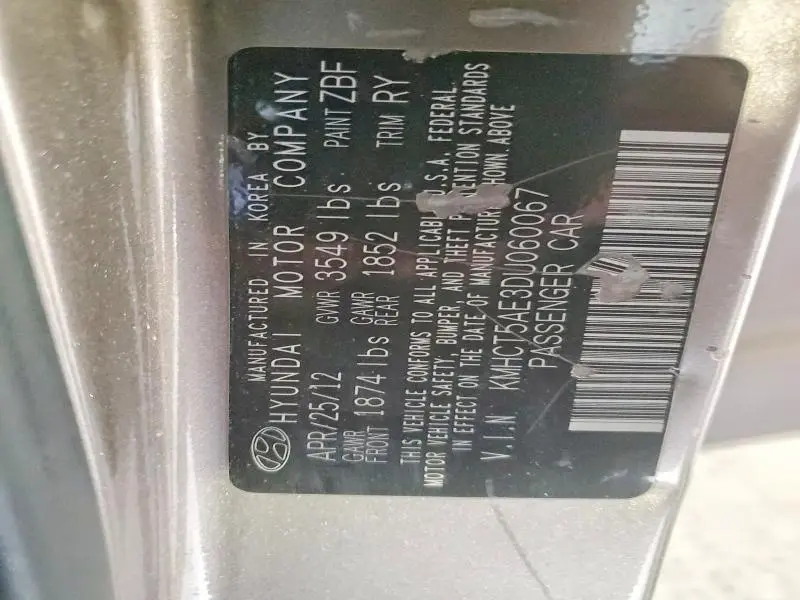 MANUFACTURED IN KOREA BY
HYUNDAI MOTOR COMPANY
APR/25/12 GVWR 3549 lbs PAINT ZBF
GAWR FRONT 1874 lbs GAWR REAR 1852 lbs TRIM RY
THIS VEHICLE CONFORMS TO ALL APPLICABLE U.S.A. FEDERAL
MOTOR VEHICLE SAFETY, BUMPER, AND THEFT PREVENTION STANDARDS
IN EFFECT ON THE DATE OF MANUFACTURE SHOWN ABOVE
V.I.N KMHCT5AE3DU060067
PASSENGER CAR